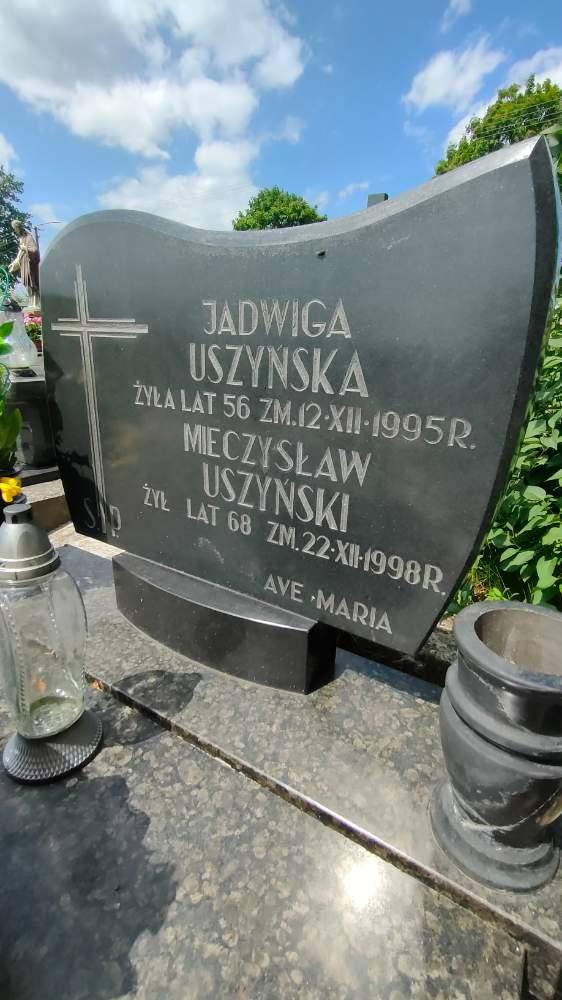 JADWIGA
USZYŃSKA
ŻYŁA LAT 56 ZM.12·XII·1995R.
MIECZYSŁAW
USZYŃSKI
ŻYŁ LAT 68 ZM.22·XII·1998R.
AVE·MARIA
Ś.P.